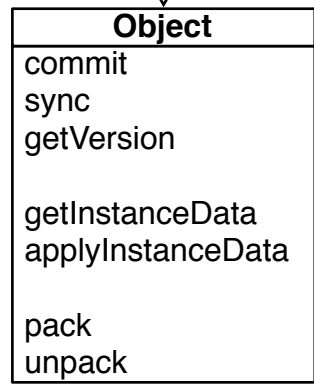 Object
commit
sync
getVersion
getInstanceData
applyInstanceData
pack
unpack